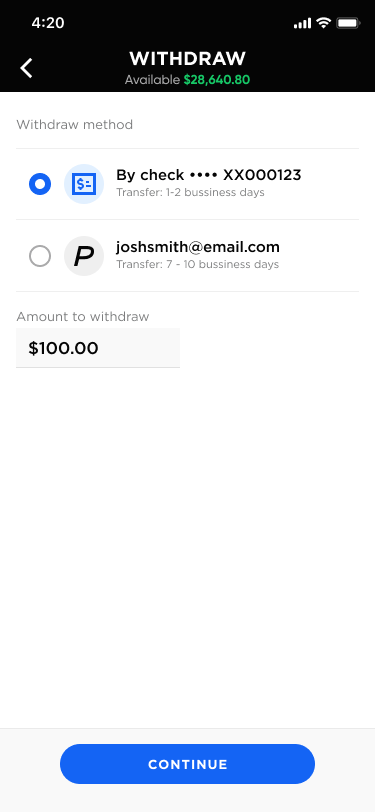 4:20
WITHDRAW
Available $28,640.80
Withdraw method
$
By check •••• XX000123
Transfer: 1-2 bussiness days
P
joshsmith@email.com
Transfer: 7 - 10 bussiness days
Amount to withdraw
$100.00
CONTINUE